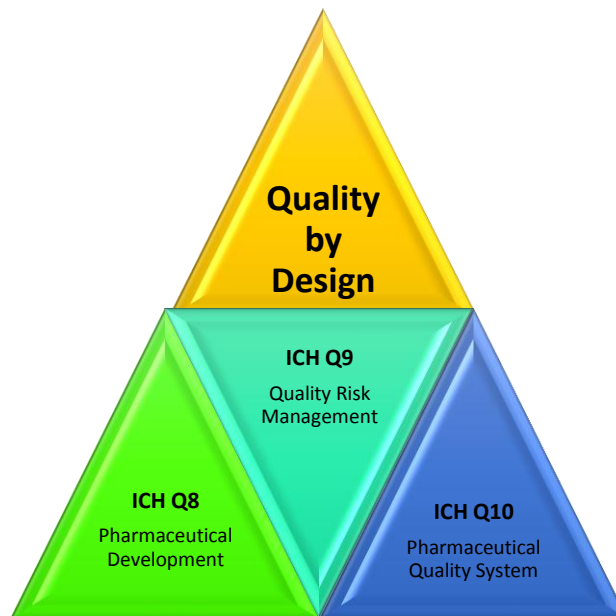 Quality
by
Design
ICH Q9
Quality Risk
Management
ICH Q8
Pharmaceutical
Development
ICH Q10
Pharmaceutical
Quality System